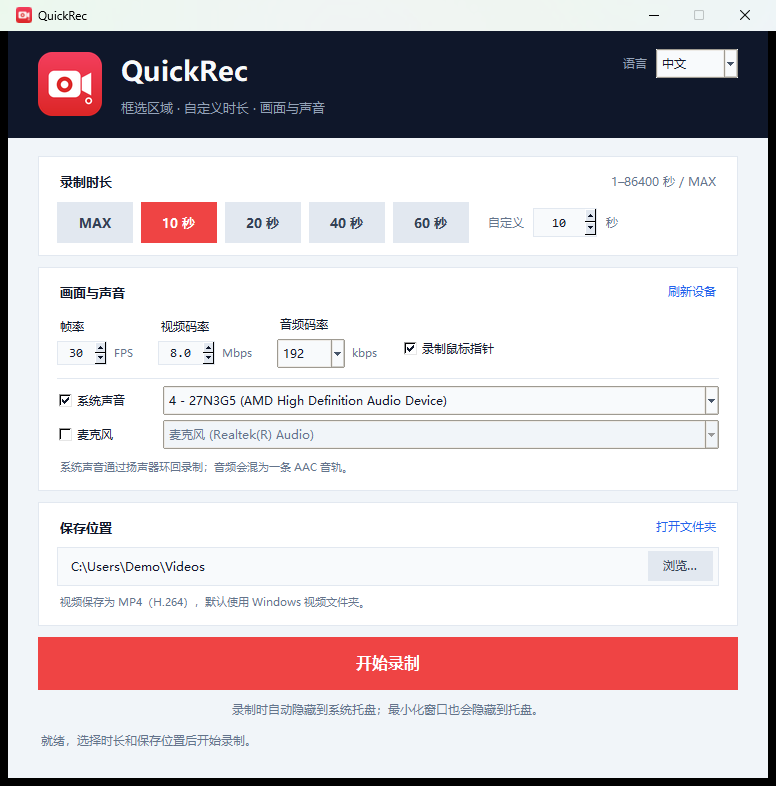 QuickRec
QuickRec
语言 中文
框选区域 · 自定义时长 · 画面与声音
录制时长 1–86400 秒 / MAX
MAX 10 秒 20 秒 40 秒 60 秒 自定义 10 秒
画面与声音 刷新设备
帧率 视频码率 音频码率
30 FPS 8.0 Mbps 192 kbps 录制鼠标指针
系统声音 4 - 27N3G5 (AMD High Definition Audio Device)
麦克风 麦克风 (Realtek(R) Audio)
系统声音通过扬声器环回录制；音频会混为一条 AAC 音轨。
保存位置 打开文件夹
C:\Users\Demo\Videos 浏览...
视频保存为 MP4（H.264），默认使用 Windows 视频文件夹。
开始录制
录制时自动隐藏到系统托盘；最小化窗口也会隐藏到托盘。
就绪，选择时长和保存位置后开始录制。